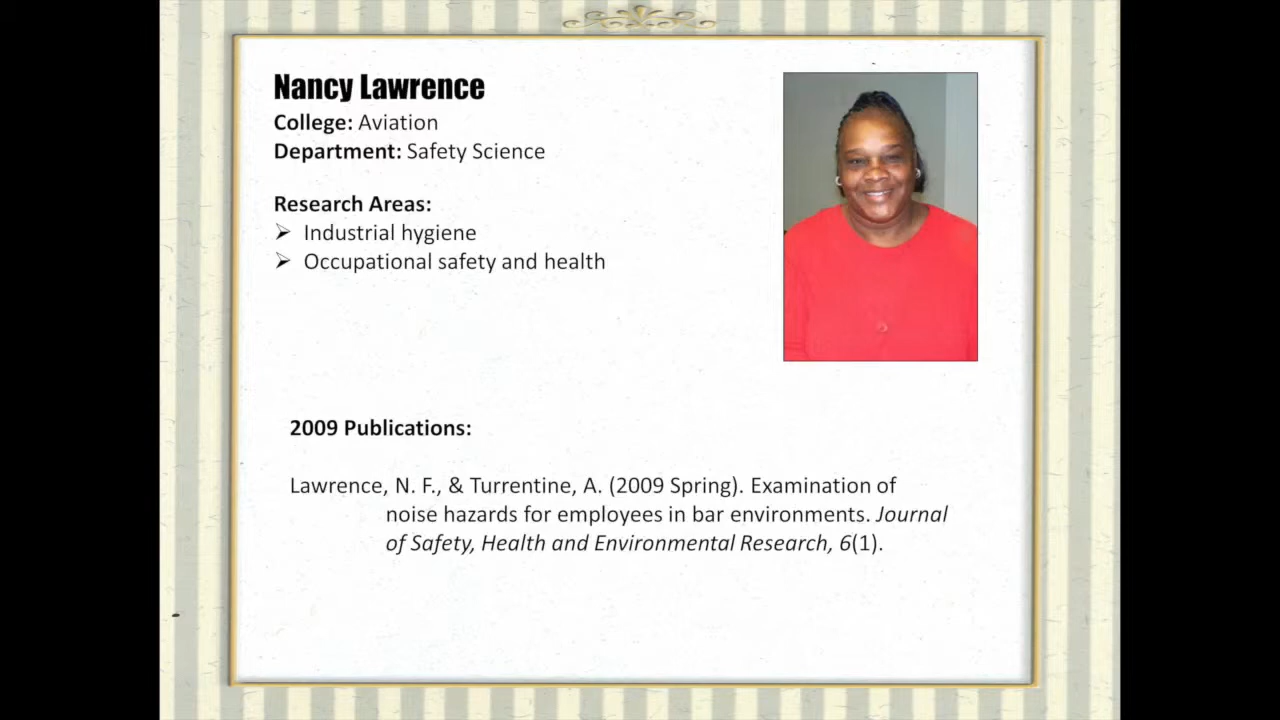 Nancy Lawrence
College: Aviation
Department: Safety Science
Research Areas:
➢ Industrial hygiene
➢ Occupational safety and health
2009 Publications:
Lawrence, N. F., & Turrentine, A. (2009 Spring). Examination of
noise hazards for employees in bar environments. Journal
of Safety, Health and Environmental Research, 6(1).